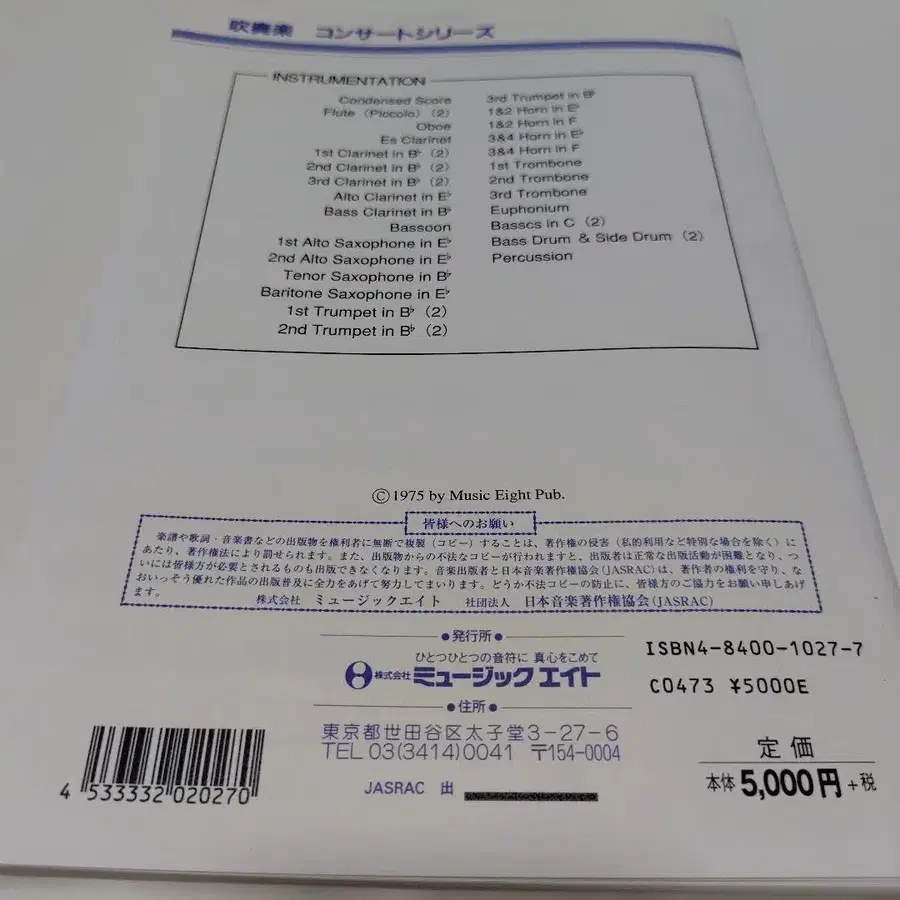 吹奏楽 コンサートシリーズ
INSTRUMENTATION
Condensed Score
Flute (Piccolo) (2)
Oboe
Es Clarinet
1st Clarinet in B♭ (2)
2nd Clarinet in B♭ (2)
3rd Clarinet in B♭ (2)
Alto Clarinet in E♭
Bass Clarinet in B♭
Bassoon
1st Alto Saxophone in E♭
2nd Alto Saxophone in E♭
Tenor Saxophone in B♭
Baritone Saxophone in E♭
1st Trumpet in B♭ (2)
2nd Trumpet in B♭ (2)
3rd Trumpet in B♭
1&2 Horn in E♭
1&2 Horn in F
3&4 Horn in E♭
3&4 Horn in F
1st Trombone
2nd Trombone
3rd Trombone
Euphonium
Basscs in C (2)
Bass Drum & Side Drum (2)
Percussion
©1975 by Music Eight Pub.
皆様へのお願い
楽譜や歌詞・音楽書などの出版物を権利者に無断で複製(コピー)することは、著作権の侵害(私的利用など特別な場合を除く)に
あたり、著作権法により罰せられます。また、出版物からの不法なコピーが行われますと、出版者は正常な出版活動が困難となり、つ
いには皆様方が必要とされるものも出版できなくなります。音楽出版者と日本音楽著作権協会(JASRAC)は、著作者の権利を守り、な
おいっそう優れた作品の出版普及に全力をあげて努力してまいります。どうか不法コピーの防止に、皆様方のご協力をお願い申しあげ
ます。
株式会社 ミュージックエイト 社団法人 日本音楽著作権協会(JASRAC)
●発行所●
ひとつひとつの音符に 真心をこめて
株式会社 ミュージックエイト
●住所●
東京都世田谷区太子堂3-27-6
TEL 03(3414)0041 〒154-0004
JASRAC 出
ISBN4-8400-1027-7
C0473 ¥5000E
定価
本体 5,000円+税
4 533332 020270